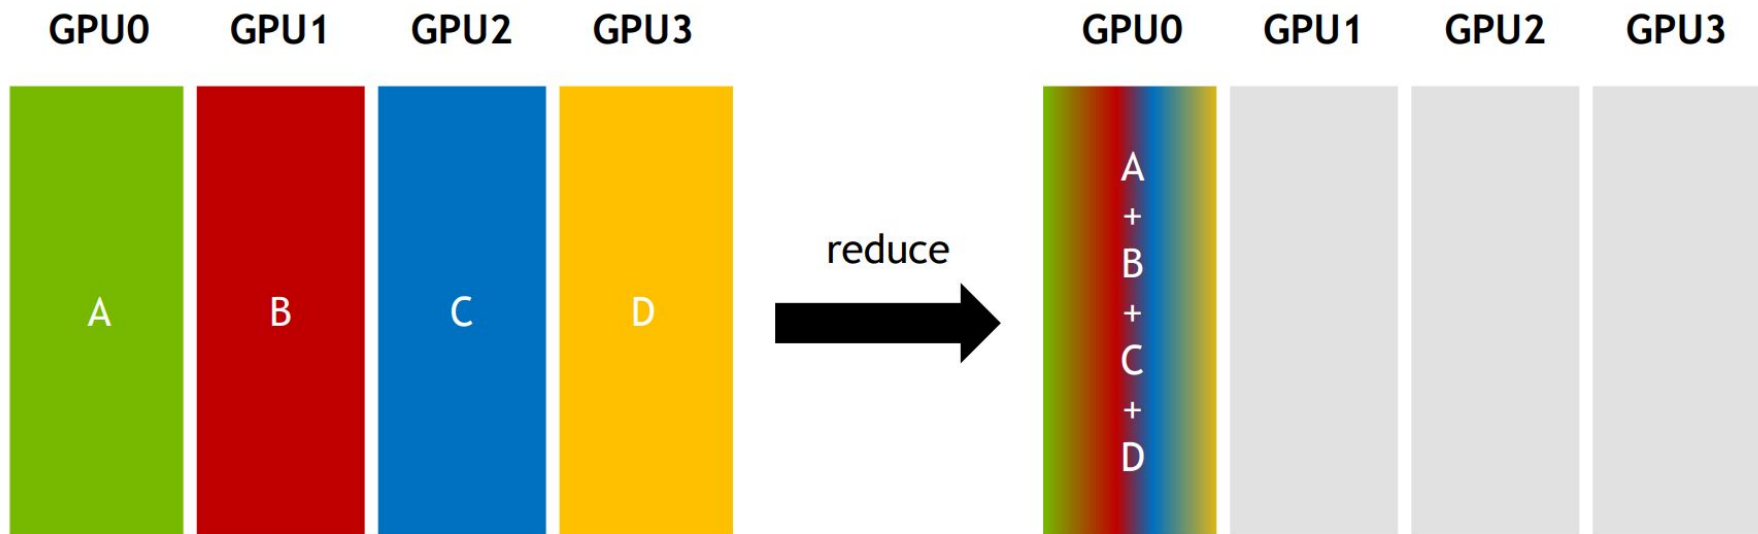 GPU0 GPU1 GPU2 GPU3
A B C D
reduce
GPU0 GPU1 GPU2 GPU3
A
+
B
+
C
+
D